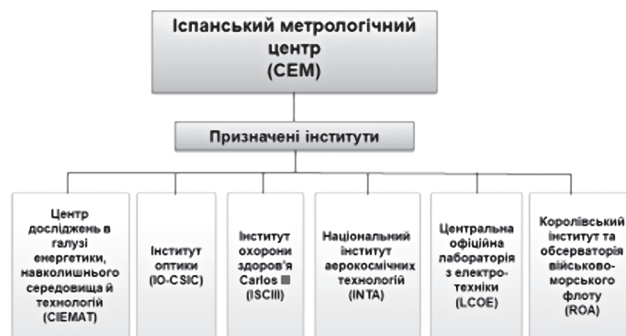 Іспанський метрологічний
центр
(CEM)
Призначені інститути
Центр
досліджень в
галузі
енергетики,
навколишнього
середовища й
технологій
(CIEMAT)
Інститут
оптики
(IO-CSIC)
Інститут
охорони
здоров'я
Carlos III
(ISCIII)
Національний
інститут
аерокосмічних
технологій
(INTA)
Центральна
офіційна
лабораторія
з електро-
техніки
(LCOE)
Королівський
інститут та
обсерваторія
військово-
морського
флоту
(ROA)